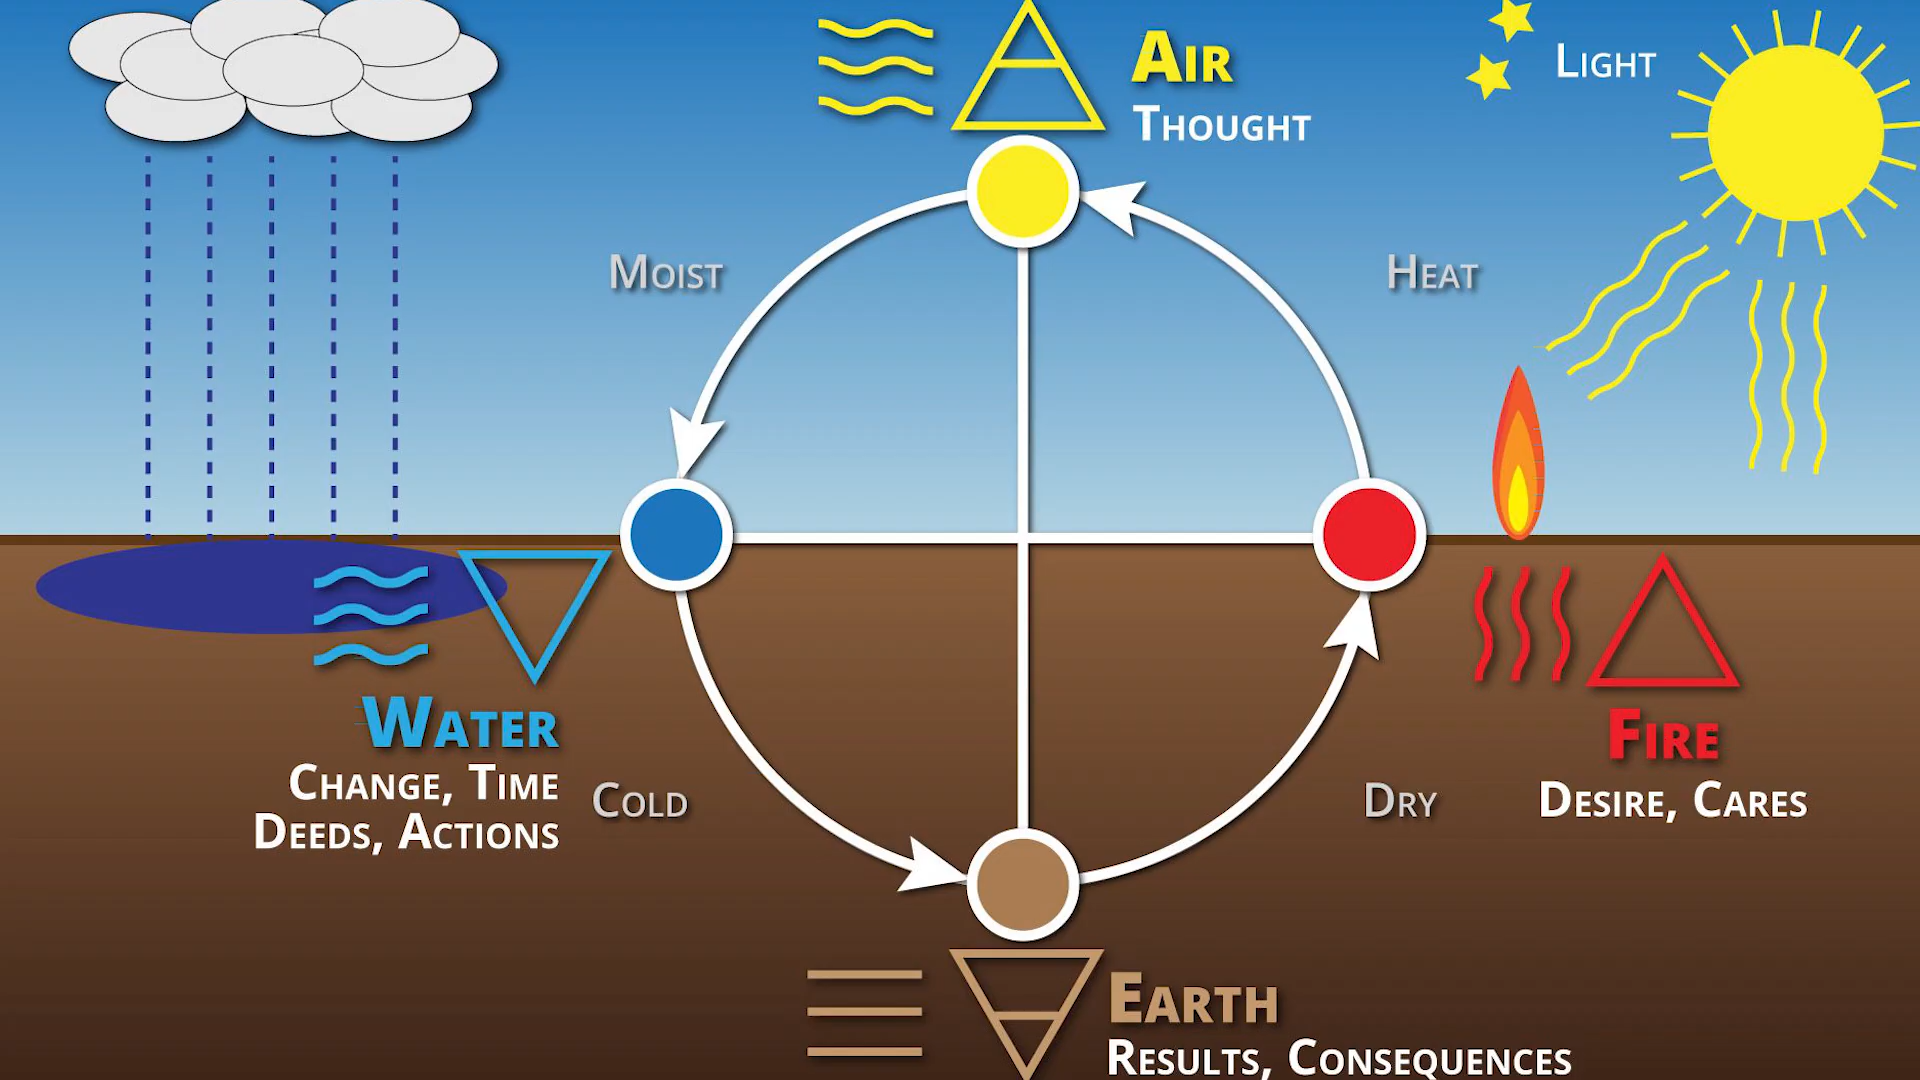 AIR
THOUGHT
LIGHT
MOIST
HEAT
WATER
CHANGE, TIME
DEEDS, ACTIONS
COLD
DRY
FIRE
DESIRE, CARES
EARTH
RESULTS, CONSEQUENCES